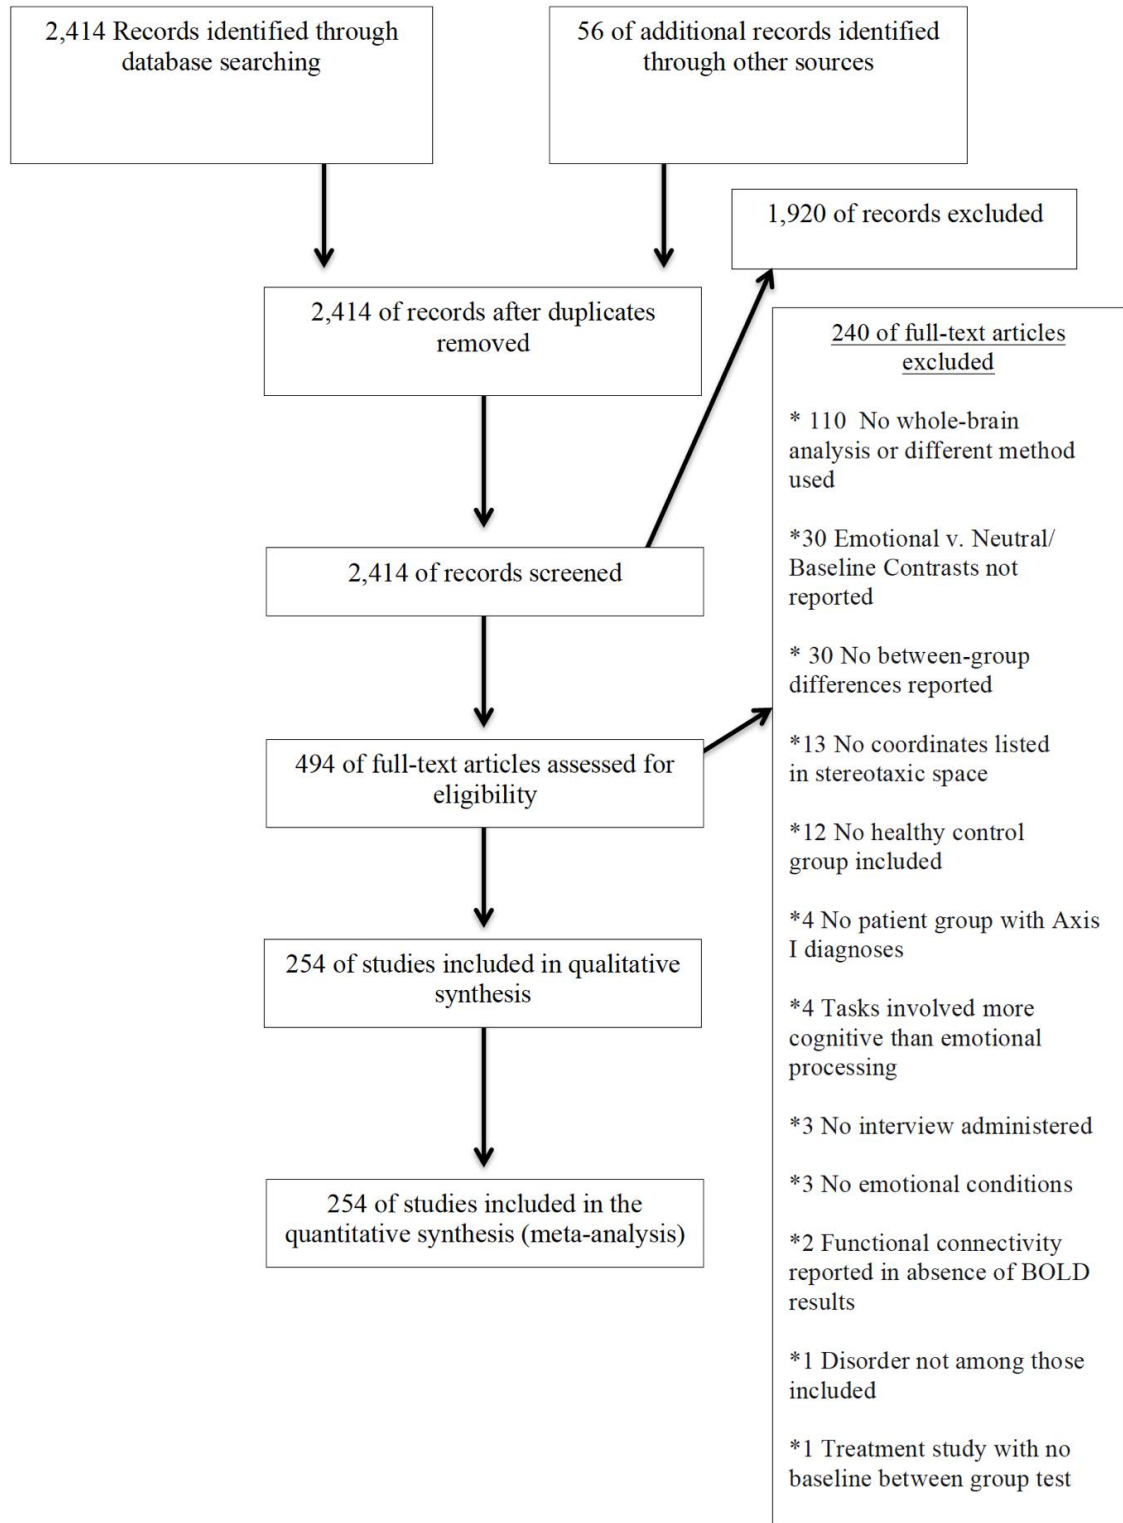 2,414 Records identified through
database searching
56 of additional records identified
through other sources
1,920 of records excluded
2,414 of records after duplicates
removed
2,414 of records screened
494 of full-text articles assessed for
eligibility
254 of studies included in qualitative
synthesis
254 of studies included in the
quantitative synthesis (meta-analysis)
240 of full-text articles
excluded
* 110 No whole-brain
analysis or different method
used
*30 Emotional v. Neutral/
Baseline Contrasts not
reported
* 30 No between-group
differences reported
*13 No coordinates listed
in stereotaxic space
*12 No healthy control
group included
*4 No patient group with Axis
I diagnoses
*4 Tasks involved more
cognitive than emotional
processing
*3 No interview administered
*3 No emotional conditions
*2 Functional connectivity
reported in absence of BOLD
results
*1 Disorder not among those
included
*1 Treatment study with no
baseline between group test